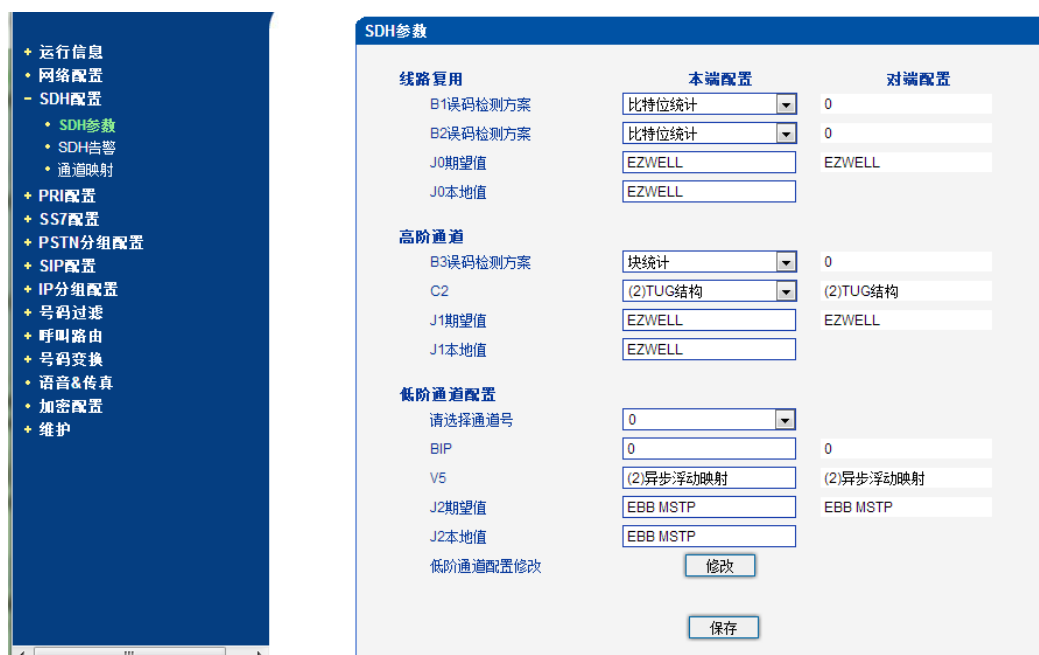 + 运行信息
• 网络配置
- SDH配置
• SDH参数
• SDH告警
• 通道映射
+ PRI配置
+ SS7配置
+ PSTN分组配置
+ SIP配置
+ IP分组配置
+ 号码过滤
+ 呼叫路由
+ 号码变换
• 语音&传真
• 加密配置
+ 维护
SDH参数
线路复用 本端配置 对端配置
B1误码检测方案 比特位统计 0
B2误码检测方案 比特位统计 0
J0期望值 EZWELL EZWELL
J0本地值 EZWELL
高阶通道
B3误码检测方案 块统计 0
C2 (2)TUG结构 (2)TUG结构
J1期望值 EZWELL EZWELL
J1本地值 EZWELL
低阶通道配置
请选择通道号 0
BIP 0 0
V5 (2)异步浮动映射 (2)异步浮动映射
J2期望值 EBB MSTP EBB MSTP
J2本地值 EBB MSTP
低阶通道配置修改 修改
保存